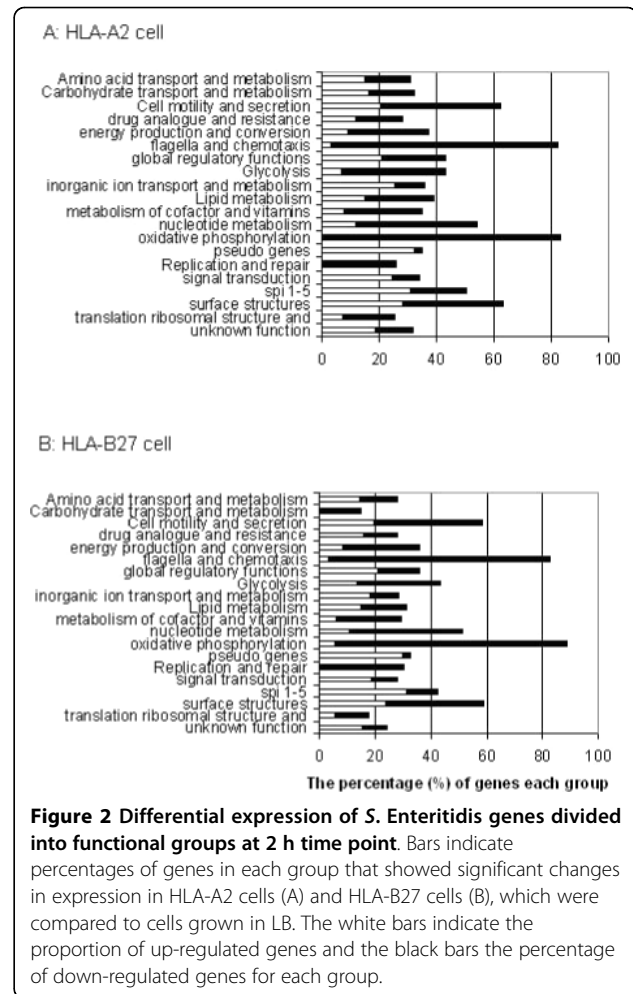 A: HLA-A2 cell
Amino acid transport and metabolism
Carbohydrate transport and metabolism
Cell motility and secretion
drug analogue and resistance
energy production and conversion
flagella and chemotaxis
global regulatory functions
Glycolysis
inorganic ion transport and metabolism
Lipid metabolism
metabolism of cofactor and vitamins
nucleotide metabolism
oxidative phosphorylation
pseudo genes
Replication and repair
signal transduction
spi 1-5
surface structures
translation ribosomal structure and
unknown function
0 20 40 60 80 100
B: HLA-B27 cell
Amino acid transport and metabolism
Carbohydrate transport and metabolism
Cell motility and secretion
drug analogue and resistance
energy production and conversion
flagella and chemotaxis
global regulatory functions
Glycolysis
inorganic ion transport and metabolism
Lipid metabolism
metabolism of cofactor and vitamins
nucleotide metabolism
oxidative phosphorylation
pseudo genes
Replication and repair
signal transduction
spi 1-5
surface structures
translation ribosomal structure and
unknown function
0 20 40 60 80 100
The percentage (%) of genes each group
Figure 2 Differential expression of S. Enteritidis genes divided
into functional groups at 2 h time point. Bars indicate
percentages of genes in each group that showed significant changes
in expression in HLA-A2 cells (A) and HLA-B27 cells (B), which were
compared to cells grown in LB. The white bars indicate the
proportion of up-regulated genes and the black bars the percentage
of down-regulated genes for each group.